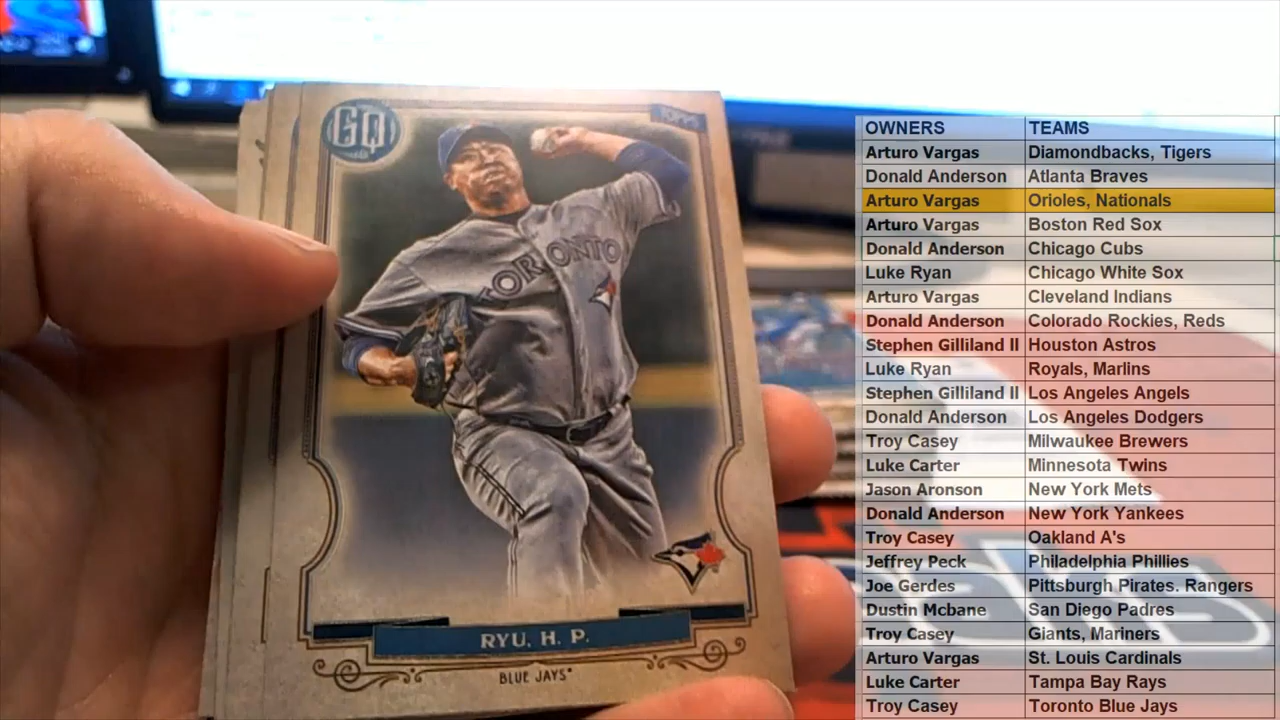 GQ
TOPPS
TORONTO
RYU, H. P.
BLUE JAYS
OWNERS TEAMS
Arturo Vargas Diamondbacks, Tigers
Donald Anderson Atlanta Braves
Arturo Vargas Orioles, Nationals
Arturo Vargas Boston Red Sox
Donald Anderson Chicago Cubs
Luke Ryan Chicago White Sox
Arturo Vargas Cleveland Indians
Donald Anderson Colorado Rockies, Reds
Stephen Gilliland II Houston Astros
Luke Ryan Royals, Marlins
Stephen Gilliland II Los Angeles Angels
Donald Anderson Los Angeles Dodgers
Troy Casey Milwaukee Brewers
Luke Carter Minnesota Twins
Jason Aronson New York Mets
Donald Anderson New York Yankees
Troy Casey Oakland A's
Jeffrey Peck Philadelphia Phillies
Joe Gerdes Pittsburgh Pirates. Rangers
Dustin Mcbane San Diego Padres
Troy Casey Giants, Mariners
Arturo Vargas St. Louis Cardinals
Luke Carter Tampa Bay Rays
Troy Casey Toronto Blue Jays